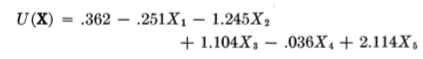 U(X) = .362 − .251X₁ − 1.245X₂
+ 1.104X₃ − .036X₄ + 2.114X₅